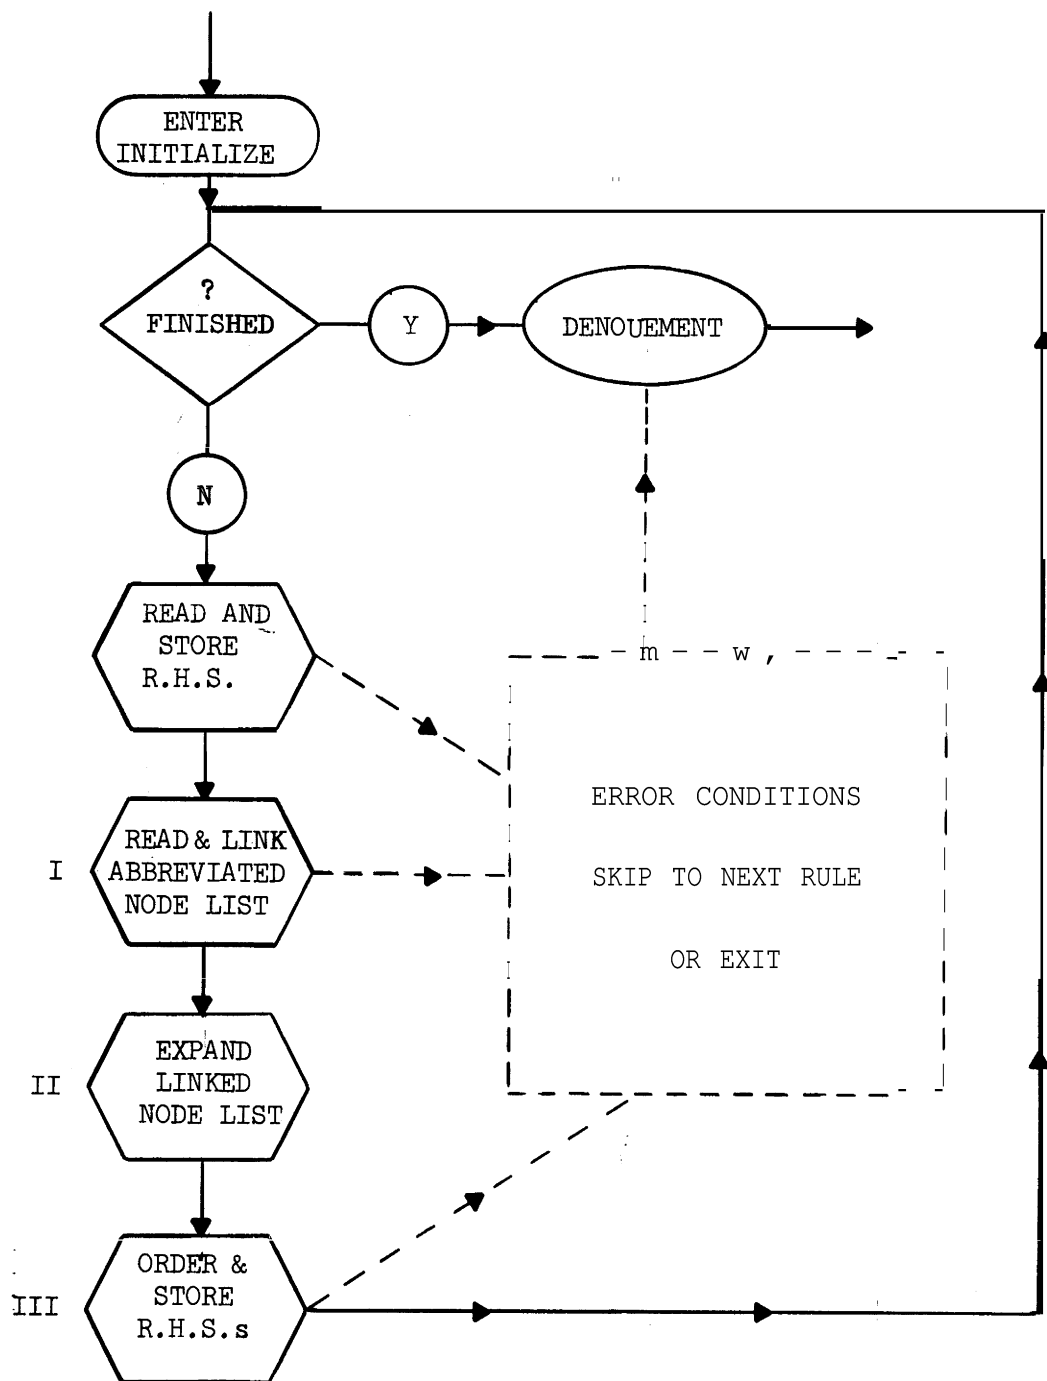 ENTER
INITIALIZE
?
FINISHED
Y
DENOUEMENT
N
READ AND
STORE
R.H.S.
ERROR CONDITIONS
SKIP TO NEXT RULE
OR EXIT
I
READ & LINK
ABBREVIATED
NODE LIST
II
EXPAND
LINKED
NODE LIST
III
ORDER &
STORE
R.H.S.s